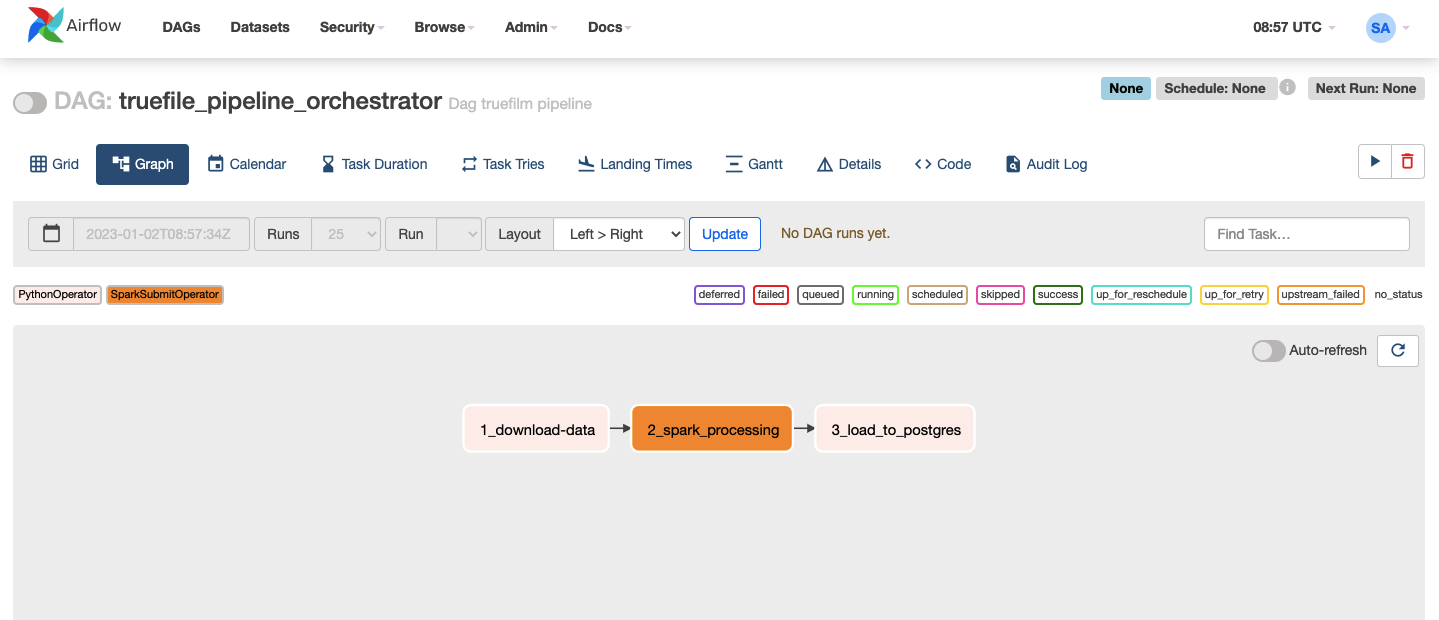 Airflow DAGs Datasets Security Browse Admin Docs 08:57 UTC SA
DAG: truefile_pipeline_orchestrator Dag truefilm pipeline None Schedule: None i Next Run: None
Grid Graph Calendar Task Duration Task Tries Landing Times Gantt Details Code Audit Log
2023-01-02T08:57:34Z Runs 25 Run Layout Left > Right Update No DAG runs yet. Find Task...
PythonOperator SparkSubmitOperator deferred failed queued running scheduled skipped success up_for_reschedule up_for_retry upstream_failed no_status
Auto-refresh
1_download-data 2_spark_processing 3_load_to_postgres